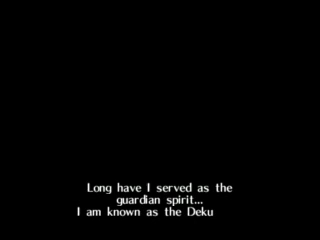 Long have I served as the
guardian spirit...
I am known as the Deku